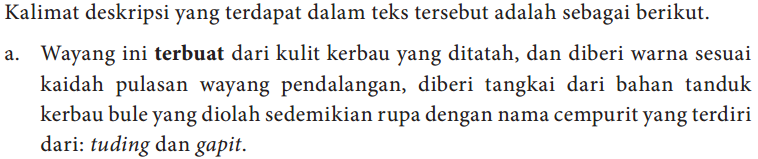 Kalimat deskripsi yang terdapat dalam teks tersebut adalah sebagai berikut.
a. Wayang ini terbuat dari kulit kerbau yang ditatah, dan diberi warna sesuai
kaidah pulasan wayang pendalangan, diberi tangkai dari bahan tanduk
kerbau bule yang diolah sedemikian rupa dengan nama cempurit yang terdiri
dari: tuding dan gapit.